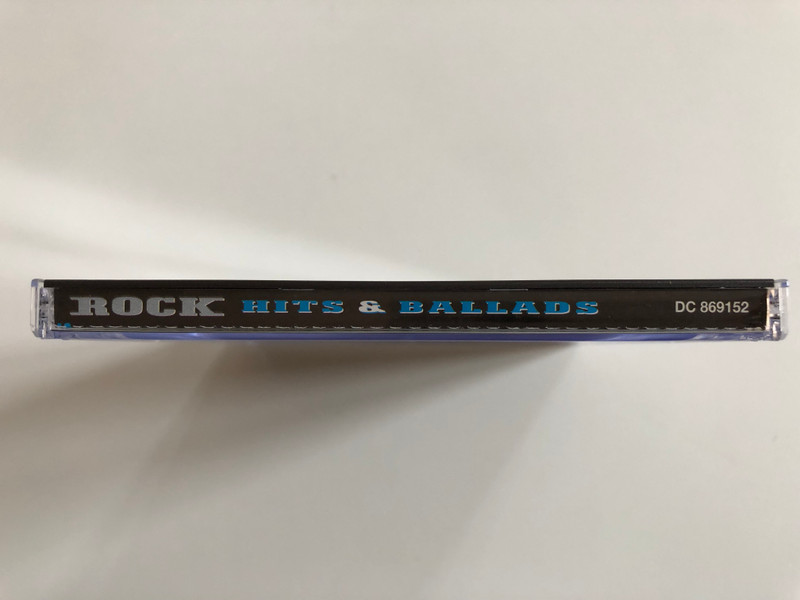 ROCK HITS & BALLADS DC 869152